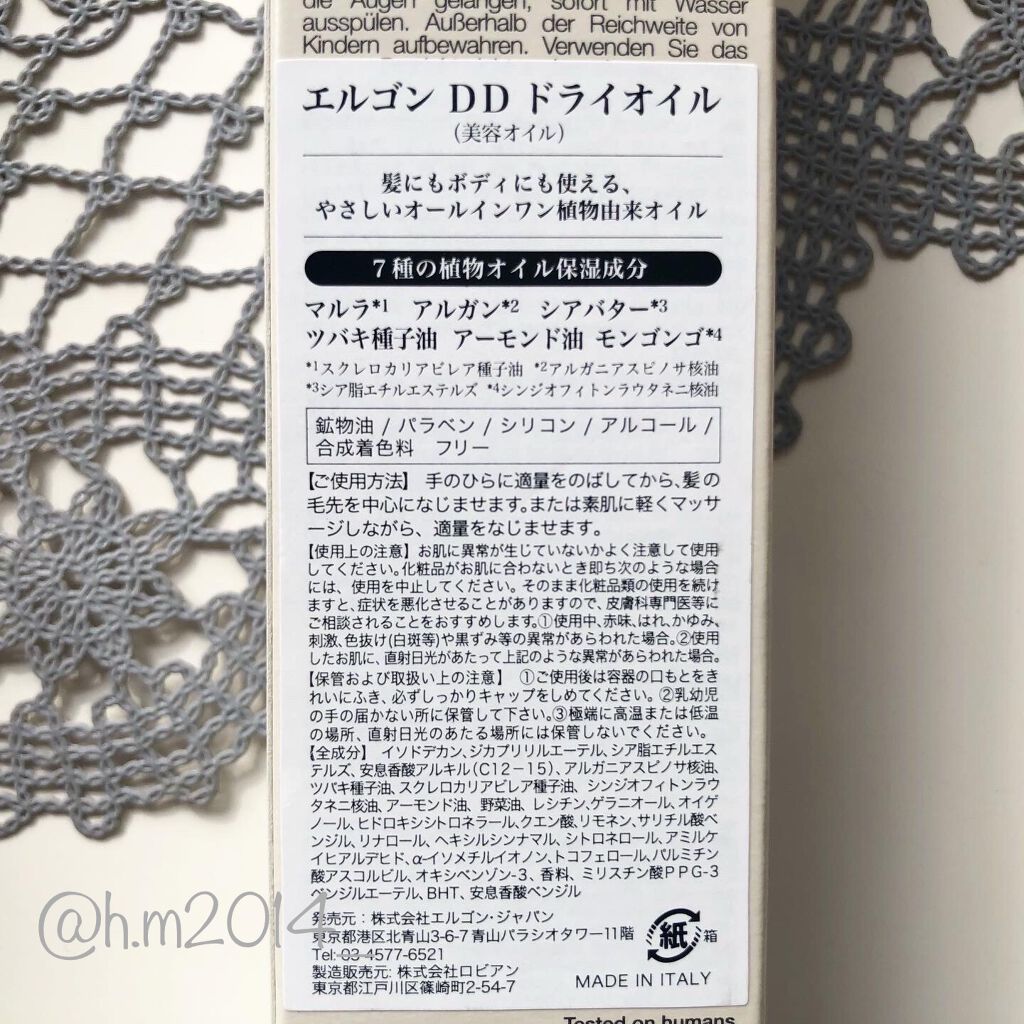 die Augen gelangen, sofort mit Wasser
ausspülen. Außerhalb der Reichweite von
Kindern aufbewahren. Verwenden Sie das
エルゴン DD ドライオイル
(美容オイル)
髪にもボディにも使える、
やさしいオールインワン植物由来オイル
7種の植物オイル保湿成分
マルラ*1 アルガン*2 シアバター*3
ツバキ種子油 アーモンド油 モンゴンゴ*4
*1スクレロカリアビレア種子油 *2アルガニアスピノサ核油
*3シア脂エチルエステルズ *4シンジオフィトンラウタネニ核油
鉱物油 / パラベン / シリコン / アルコール /
合成着色料 フリー
【ご使用方法】 手のひらに適量をのばしてから、髪の
毛先を中心になじませます。または素肌に軽くマッサ
ージしながら、適量をなじませます。
【使用上の注意】お肌に異常が生じていないかよく注意して使用
してください。化粧品がお肌に合わないとき即ち次のような場合
には、使用を中止してください。そのまま化粧品類の使用を続け
ますと、症状を悪化させることがありますので、皮膚科専門医等に
ご相談されることをおすすめします。①使用中、赤味、はれ、かゆみ、
刺激、色抜け(白斑等)や黒ずみ等の異常があらわれた場合。②使用
したお肌に、直射日光があたって上記のような異常があらわれた場合。
【保管および取扱い上の注意】 ①ご使用後は容器の口もとをき
れいにふき、必ずしっかりキャップをしめてください。②乳幼児
の手の届かない所に保管して下さい。③極端に高温または低温
の場所、直射日光のあたる場所には保管しないでください。
【全成分】 イソドデカン、ジカプリリルエーテル、シア脂エチルエス
テルズ、安息香酸アルキル(C12-15)、アルガニアスピノサ核油、
ツバキ種子油、スクレロカリアビレア種子油、シンジオフィトンラウ
タネニ核油、アーモンド油、野菜油、レシチン、ゲラニオール、オイゲ
ノール、ヒドロキシシトロネラール、クエン酸、リモネン、サリチル酸ベ
ンジル、リナロール、ヘキシルシンナマル、シトロネロール、アミルケ
イヒアルデヒド、α-イソメチルイオノン、トコフェロール、パルミチン
酸アスコルビル、オキシベンゾン-3、香料、ミリスチン酸PPG-3
ベンジルエーテル、BHT、安息香酸ベンジル
@h.m2014
発売元：株式会社エルゴン・ジャパン
東京都港区北青山3-6-7青山パラシオタワー11階
Tel:03-4577-6521
製造販売元: 株式会社ロビアン
東京都江戸川区篠崎町2-54-7
紙 箱
MADE IN ITALY
Tested on humans